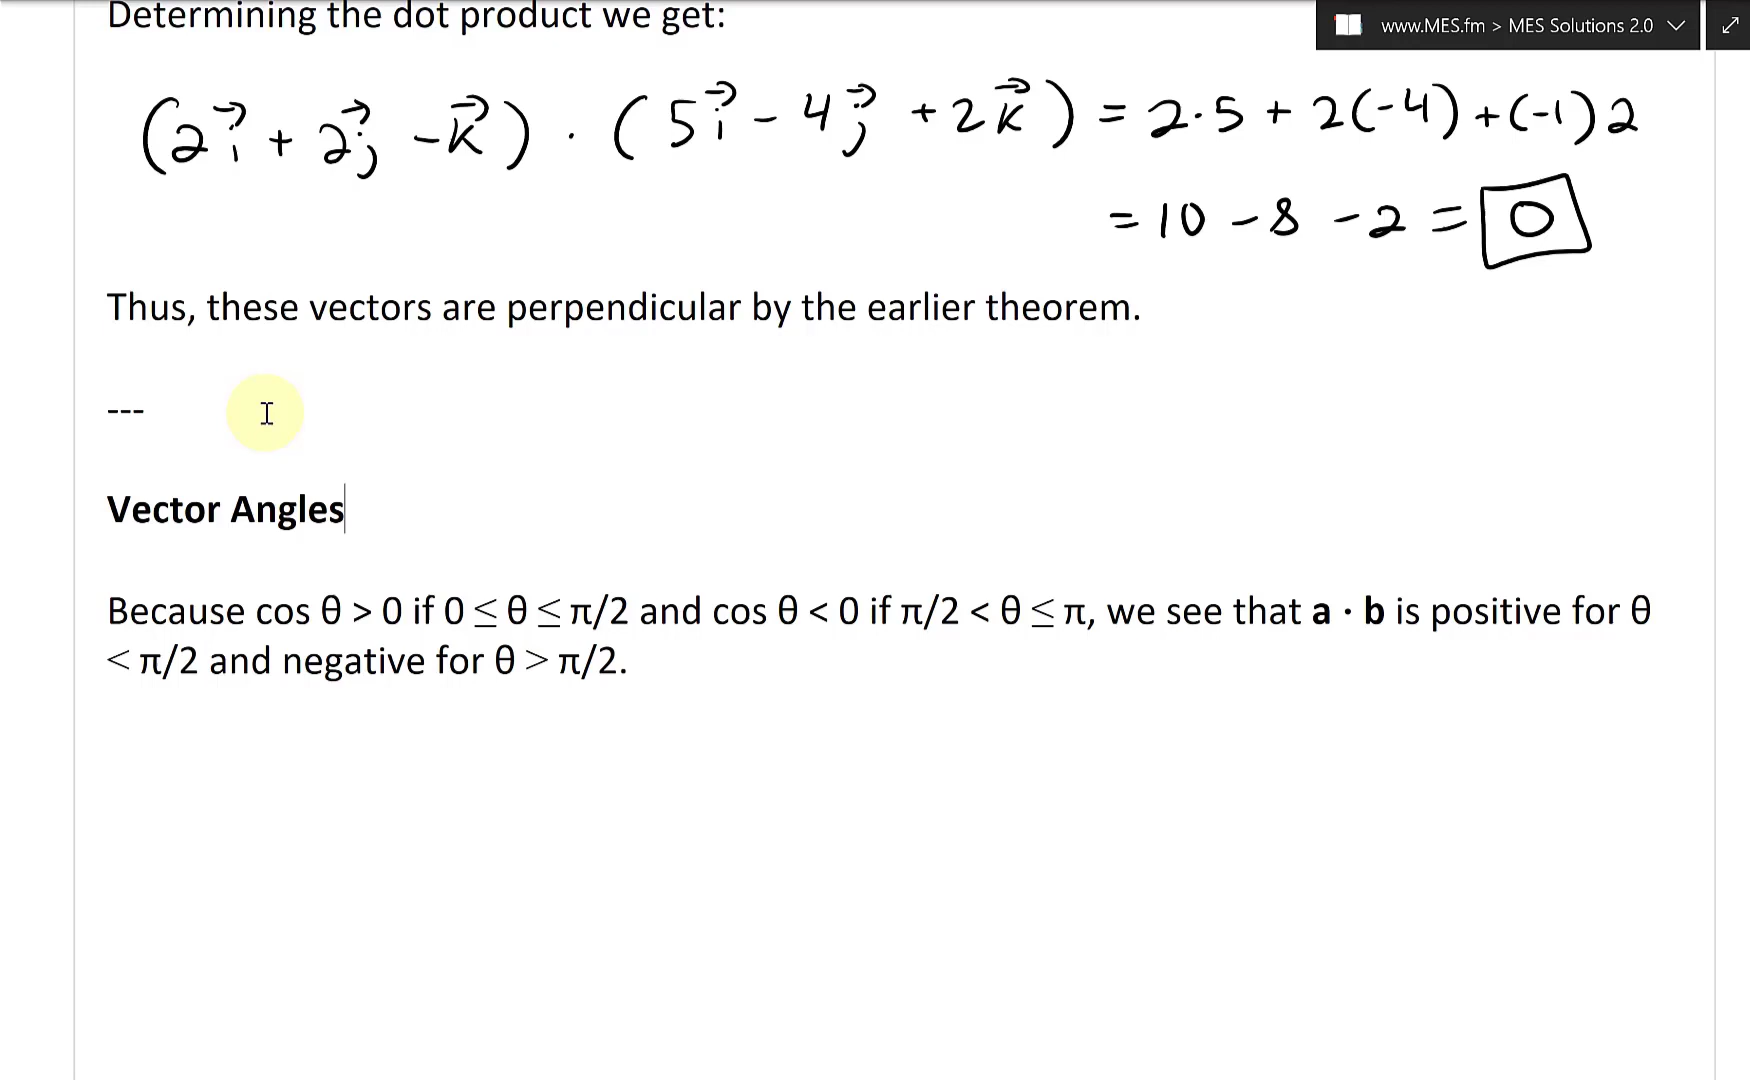 Determining the dot product we get:
www.MES.fm > MES Solutions 2.0
(2i⃗ + 2j⃗ - k⃗) · (5i⃗ - 4j⃗ + 2k⃗) = 2·5 + 2(-4) + (-1)2
= 10 - 8 - 2 = 0
Thus, these vectors are perpendicular by the earlier theorem.
---
Vector Angles
Because cos θ > 0 if 0 ≤ θ ≤ π/2 and cos θ < 0 if π/2 < θ ≤ π, we see that a · b is positive for θ
< π/2 and negative for θ > π/2.